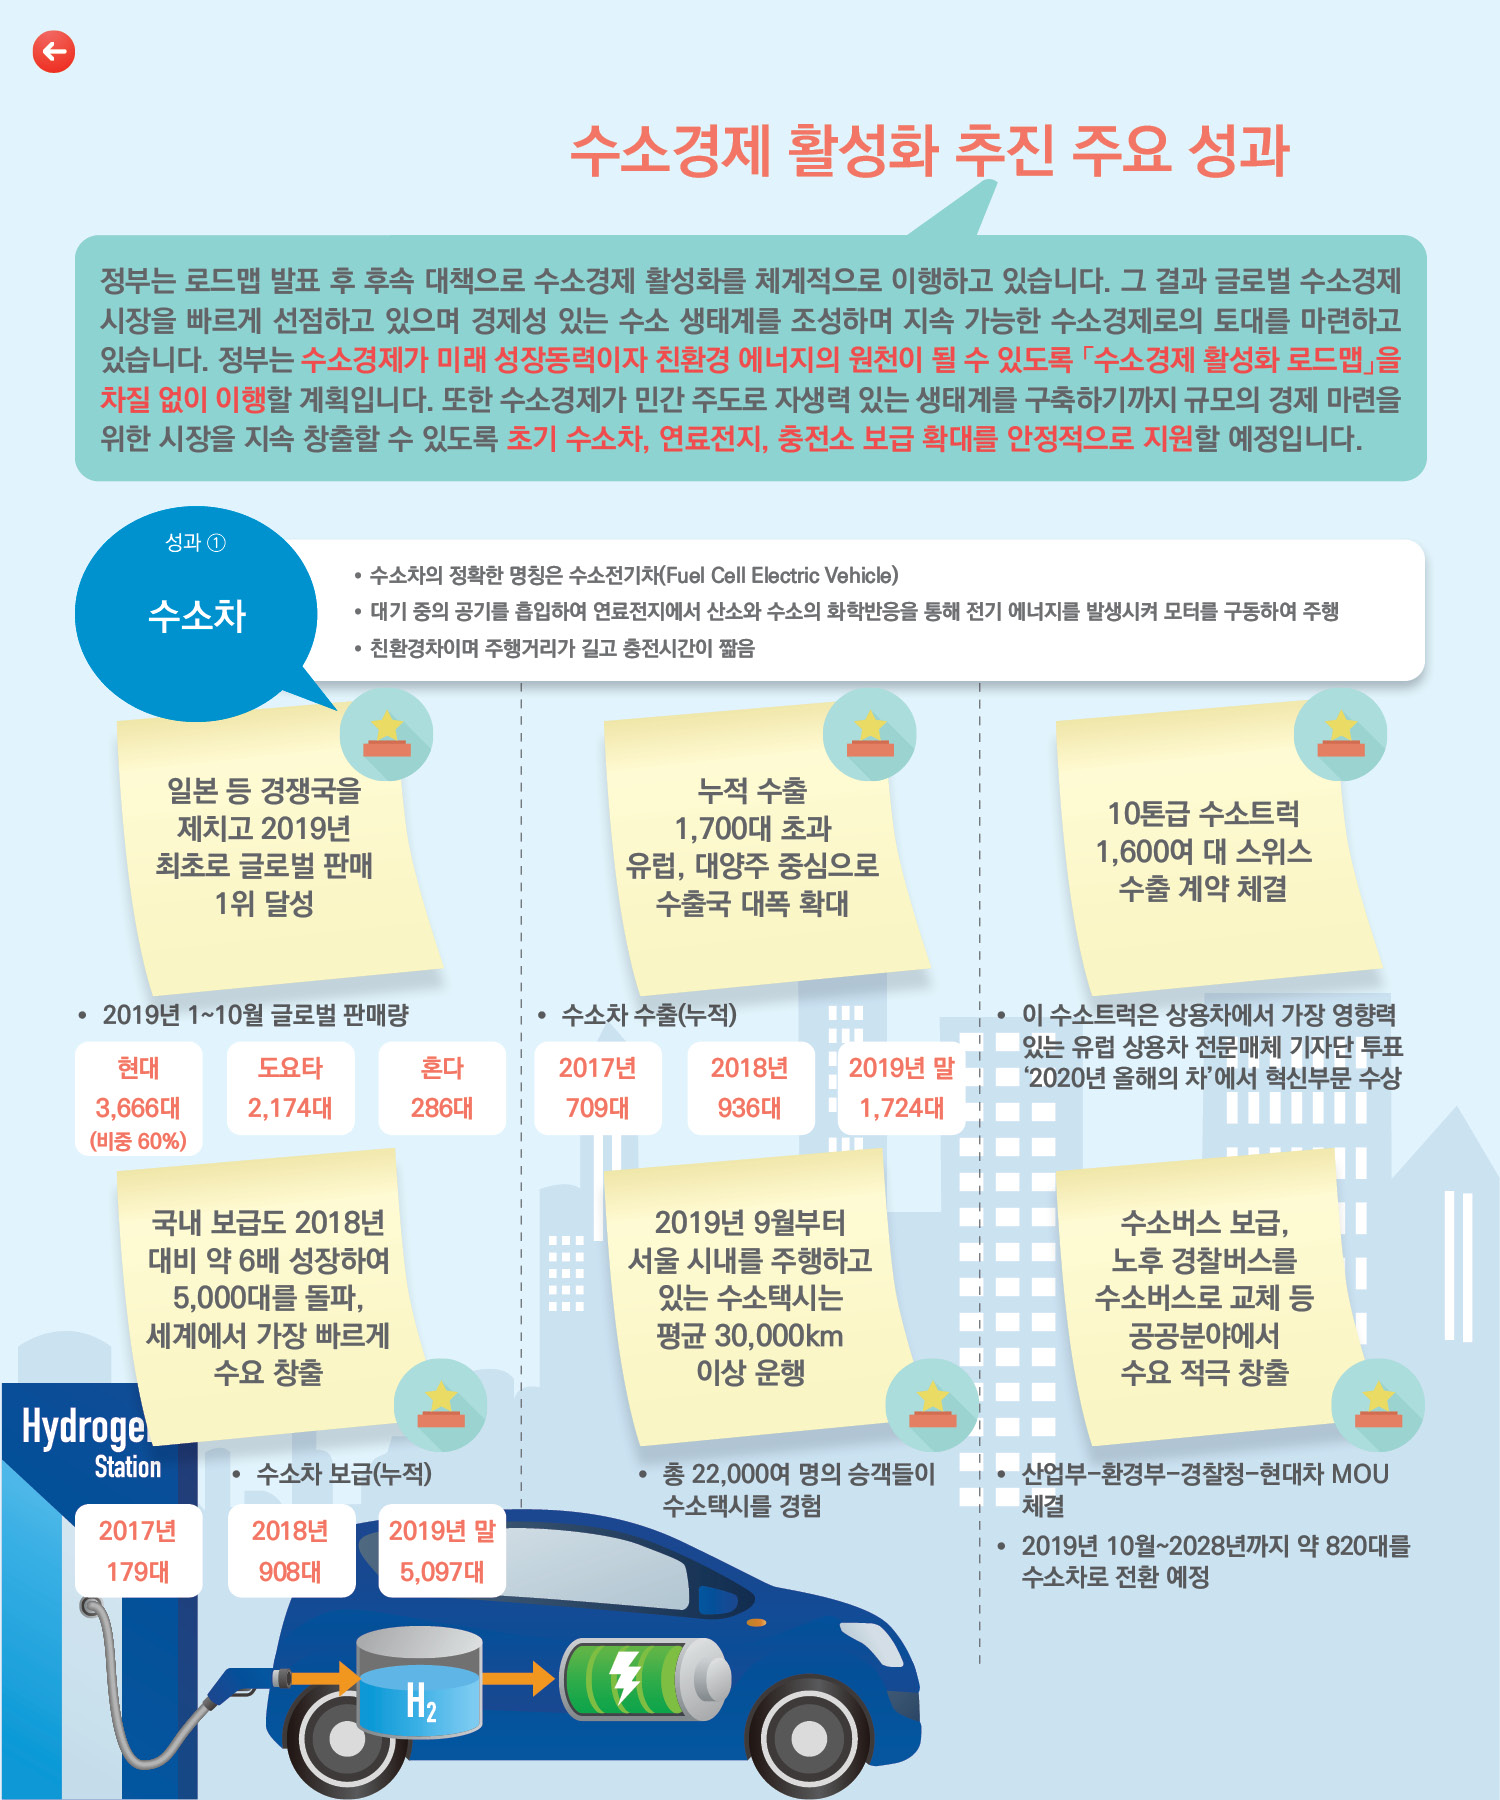 수소경제 활성화 추진 주요 성과
정부는 로드맵 발표 후 후속 대책으로 수소경제 활성화를 체계적으로 이행하고 있습니다. 그 결과 글로벌 수소경제
시장을 빠르게 선점하고 있으며 경제성 있는 수소 생태계를 조성하며 지속 가능한 수소경제로의 토대를 마련하고
있습니다. 정부는 수소경제가 미래 성장동력이자 친환경 에너지의 원천이 될 수 있도록 「수소경제 활성화 로드맵」을
차질 없이 이행할 계획입니다. 또한 수소경제가 민간 주도로 자생력 있는 생태계를 구축하기까지 규모의 경제 마련을
위한 시장을 지속 창출할 수 있도록 초기 수소차, 연료전지, 충전소 보급 확대를 안정적으로 지원할 예정입니다.
성과 ①
수소차
• 수소차의 정확한 명칭은 수소전기차(Fuel Cell Electric Vehicle)
• 대기 중의 공기를 흡입하여 연료전지에서 산소와 수소의 화학반응을 통해 전기 에너지를 발생시켜 모터를 구동하여 주행
• 친환경차이며 주행거리가 길고 충전시간이 짧음
일본 등 경쟁국을
제치고 2019년
최초로 글로벌 판매
1위 달성
• 2019년 1~10월 글로벌 판매량
현대
3,666대
(비중 60%)
도요타
2,174대
혼다
286대
누적 수출
1,700대 초과
유럽, 대양주 중심으로
수출국 대폭 확대
• 수소차 수출(누적)
2017년
709대
2018년
936대
2019년 말
1,724대
10톤급 수소트럭
1,600여 대 스위스
수출 계약 체결
• 이 수소트럭은 상용차에서 가장 영향력
있는 유럽 상용차 전문매체 기자단 투표
‘2020년 올해의 차’에서 혁신부문 수상
국내 보급도 2018년
대비 약 6배 성장하여
5,000대를 돌파,
세계에서 가장 빠르게
수요 창출
• 수소차 보급(누적)
2017년
179대
2018년
908대
2019년 말
5,097대
2019년 9월부터
서울 시내를 주행하고
있는 수소택시는
평균 30,000km
이상 운행
• 총 22,000여 명의 승객들이
수소택시를 경험
수소버스 보급,
노후 경찰버스를
수소버스로 교체 등
공공분야에서
수요 적극 창출
• 산업부-환경부-경찰청-현대차 MOU
체결
• 2019년 10월~2028년까지 약 820대를
수소차로 전환 예정
Hydrogen
Station
H2